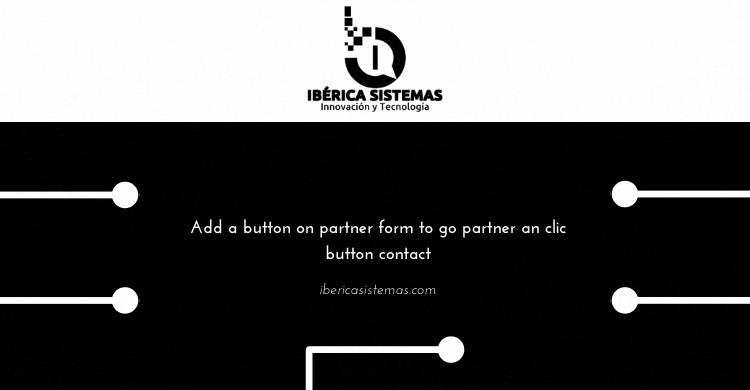 IBÉRICA SISTEMAS
Innovación y Tecnología
Add a button on partner form to go partner an clic
button contact
ibericasistemas.com